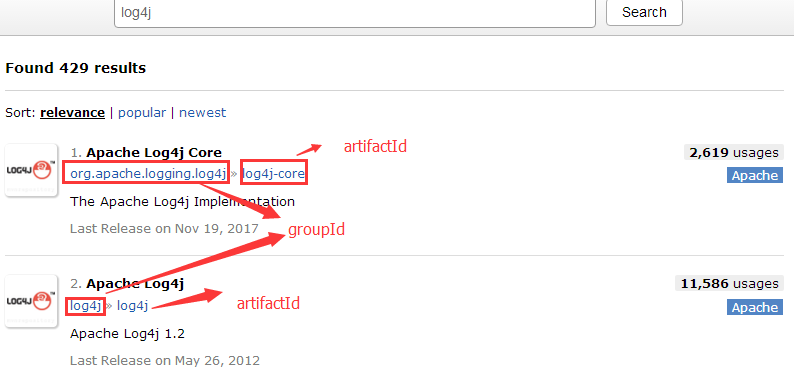 log4j Search
Found 429 results
Sort: relevance | popular | newest
LOG4J 1. Apache Log4j Core 2,619 usages
org.apache.logging.log4j » log4j-core artifactId Apache
The Apache Log4j Implementation
Last Release on Nov 19, 2017 groupId
LOG4J 2. Apache Log4j 11,586 usages
log4j » log4j artifactId Apache
Apache Log4j 1.2
Last Release on May 26, 2012